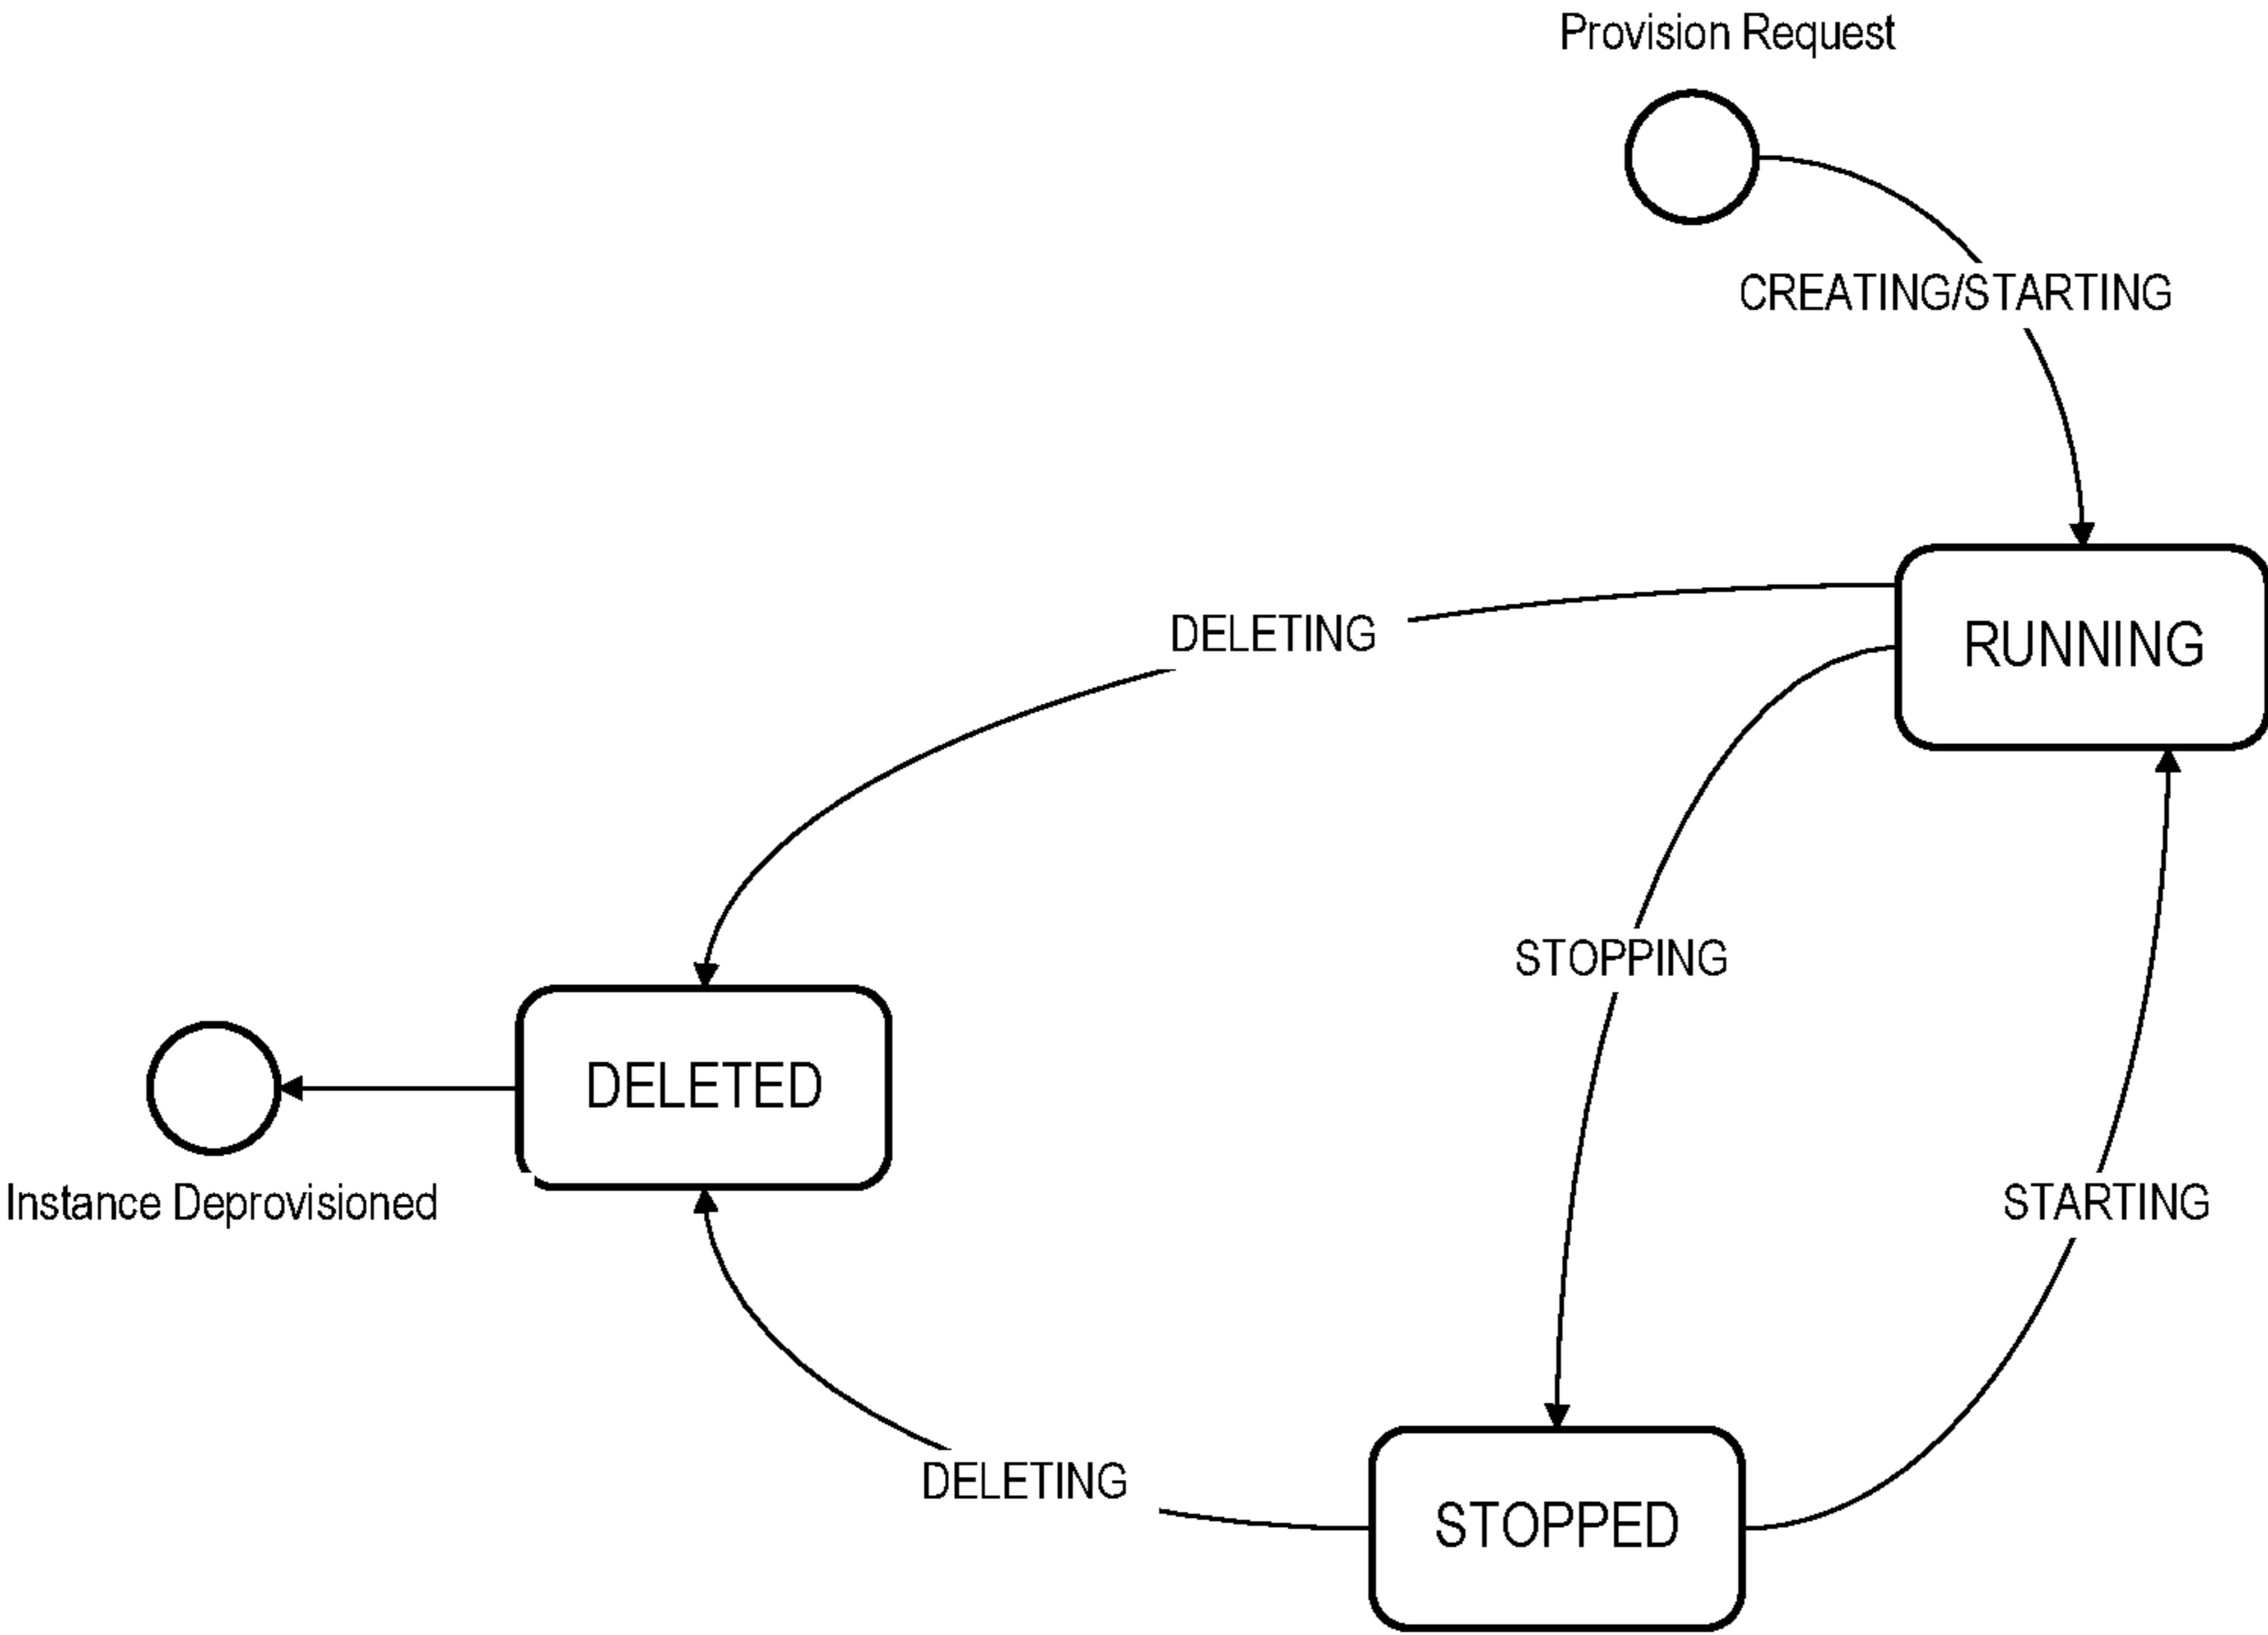 Provision Request
CREATING/STARTING
DELETING
RUNNING
STOPPING
DELETED
Instance Deprovisioned
STARTING
DELETING
STOPPED